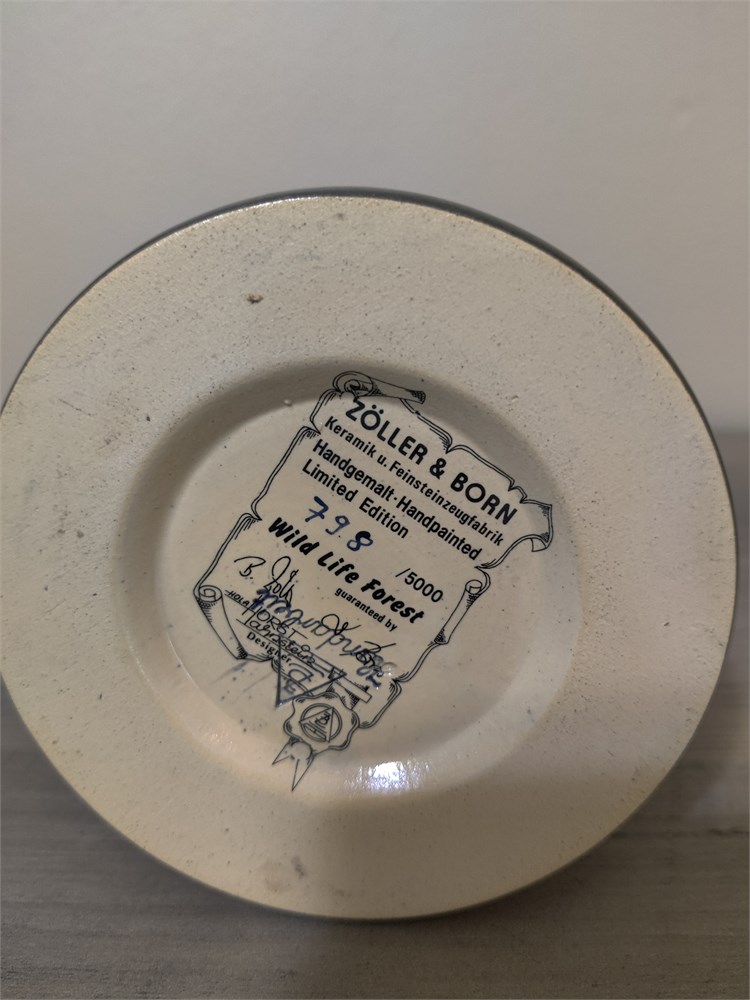 ZÖLLER & BORN
Keramik u. Feinsteinzeugfabrik
Handgemalt · Handpainted
Limited Edition
798 /5000
Wild Life Forest
guaranteed by
B.
Designer